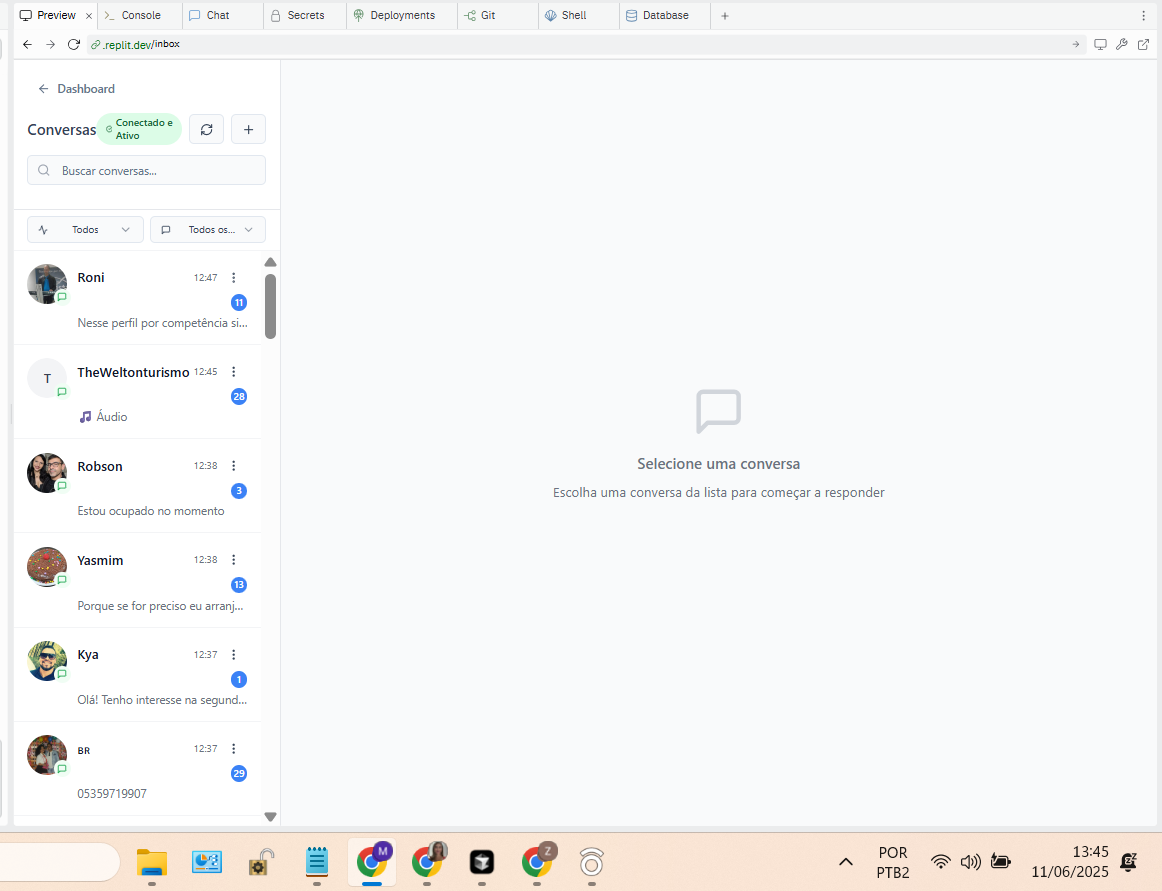 Preview
Console
Chat
Secrets
Deployments
Git
Shell
Database
.replit.dev/inbox
Dashboard
Conversas
Conectado e
Ativo
Buscar conversas...
Todos
Todos os...
Roni
12:47
11
Nesse perfil por competência si...
T
TheWeltonturismo
12:45
28
Áudio
Robson
12:38
3
Estou ocupado no momento
Yasmim
12:38
13
Porque se for preciso eu arranj...
Kya
12:37
1
Olá! Tenho interesse na segund...
BR
12:37
29
05359719907
Selecione uma conversa
Escolha uma conversa da lista para começar a responder
M
Z
POR
PTB2
13:45
11/06/2025